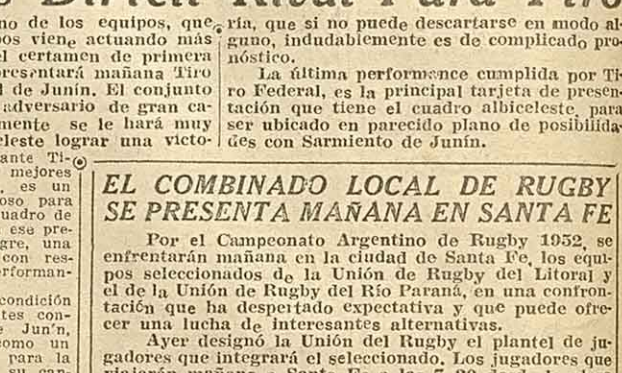 no de los equipos, que
os viene actuando más
l certamen de primera
resentará mañana Tiro
l de Junín. El conjunto
adversario de gran ca-
mente se le hará muy
eleste lograr una victo-
ante Ti-
mejores
, es un
oso para
uadro de
ese pre-
gre, una
con res-
rforman-
condición
tes con-
Jun'n,
omo un
para la
ría, que si no puede descartarse en modo al-
guno, indudablemente es de complicado pro-
nóstico.
La última performance cumplida por Ti-
ro Federal, es la principal tarjeta de presen-
tación que tiene el cuadro albiceleste, para
ser ubicado en parecido plano de posibilida-
des con Sarmiento de Junín.
EL COMBINADO LOCAL DE RUGBY
SE PRESENTA MAÑANA EN SANTA FE
Por el Campeonato Argentino de Rugby 1952, se
enfrentarán mañana en la ciudad de Santa Fe, los equi-
pos seleccionados de la Unión de Rugby del Litoral y
el de la Unión de Rugby del Río Paraná, en una confron-
tación que ha despertado expectativa y que puede ofre-
cer una lucha de interesantes alternativas.
Ayer designó la Unión del Rugby el plantel de ju-
gadores que integrará el seleccionado. Los jugadores que